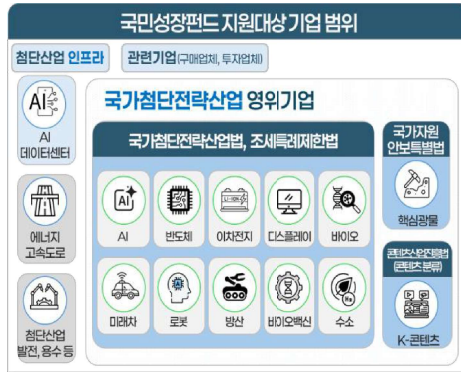 국민성장펀드 지원대상 기업 범위
첨단산업 인프라
관련기업(구매업체, 투자업체)
AI
AI
데이터센터
에너지
고속도로
첨단산업
발전, 용수 등
국가첨단전략산업 영위기업
국가첨단전략산업법, 조세특례제한법
AI
LI-ION
AI 반도체 이차전지 디스플레이 바이오
AI
미래차 로봇 방산 바이오백신 수소
국가자원
안보특별법
핵심광물
콘텐츠산업진흥법
(콘텐츠 분류)
K-콘텐츠